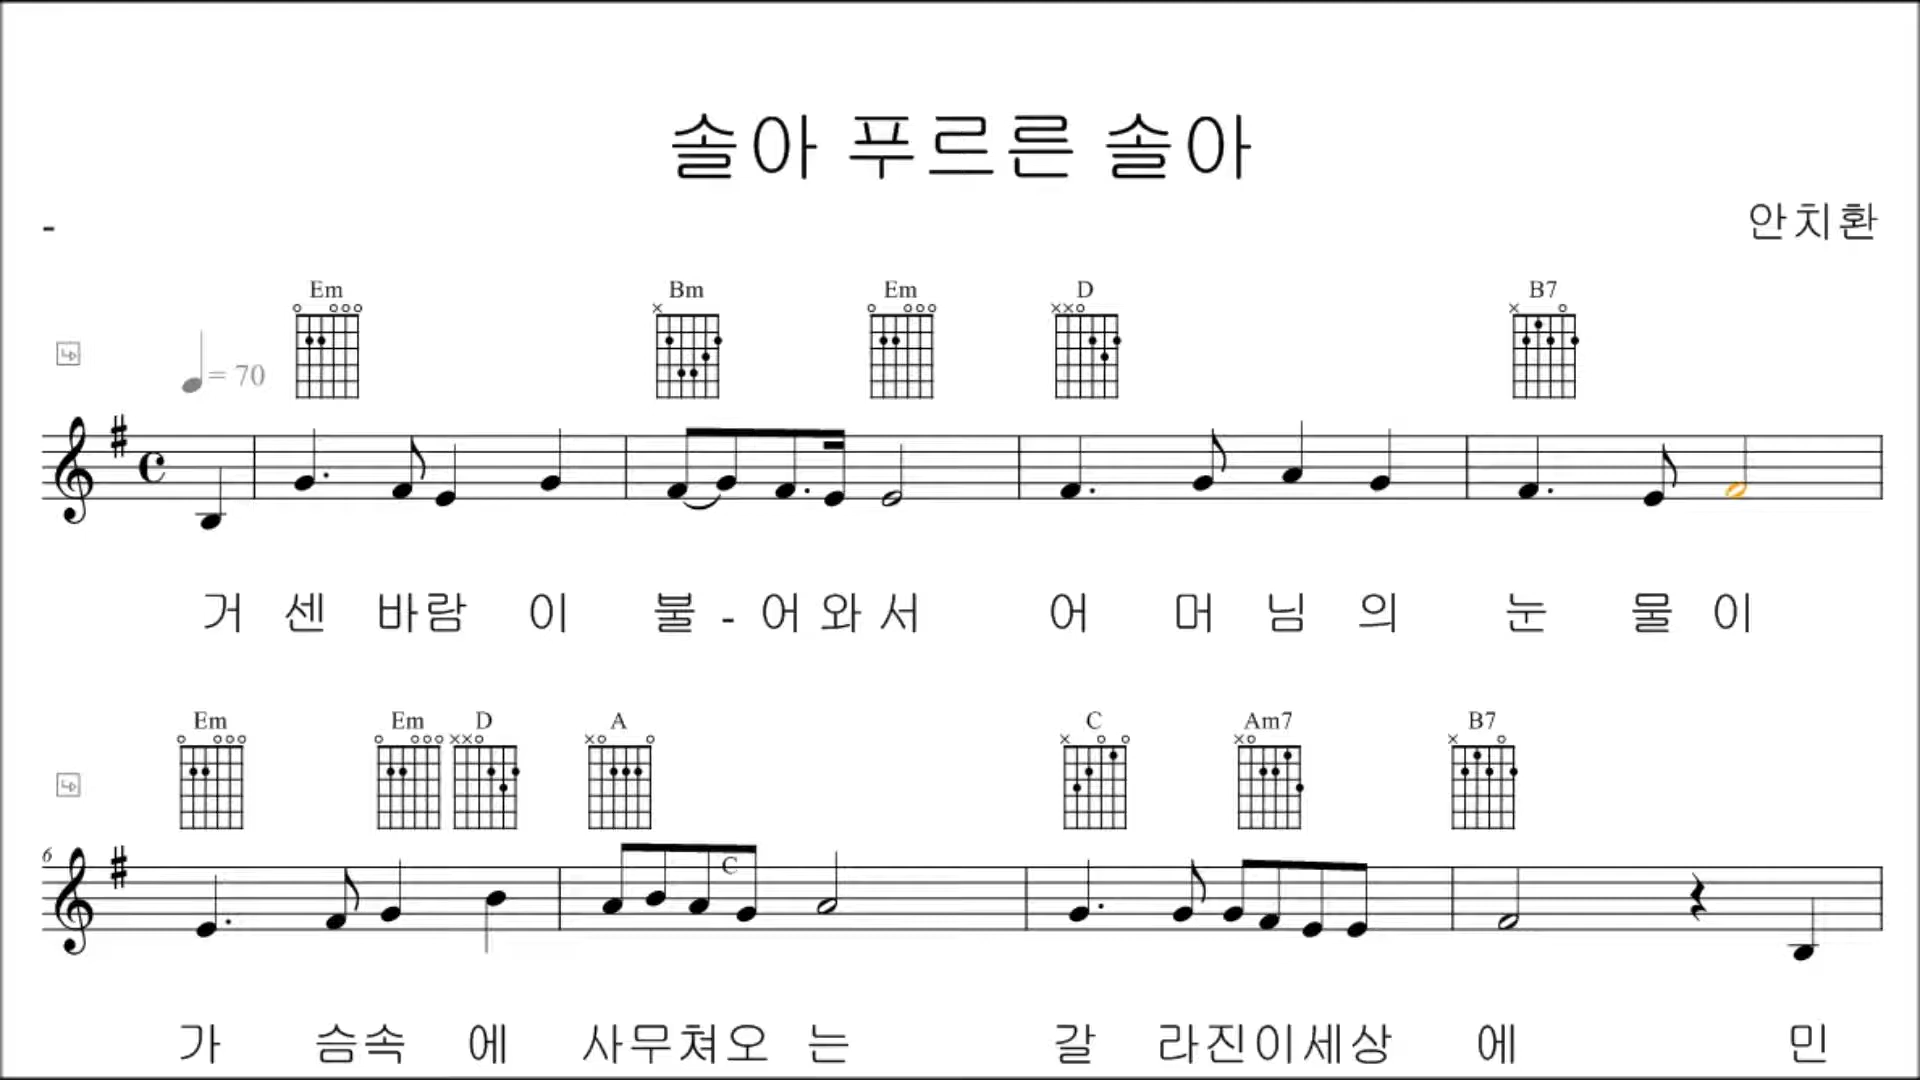 솔아 푸르른 솔아
-
안치환
Em Bm Em D B7
= 70
거 센 바람 이 불 - 어 와 서 어 머 님 의 눈 물 이
Em Em D A C Am7 B7
6
C
가 슴속 에 사무쳐오 는 갈 라진이세상 에 민